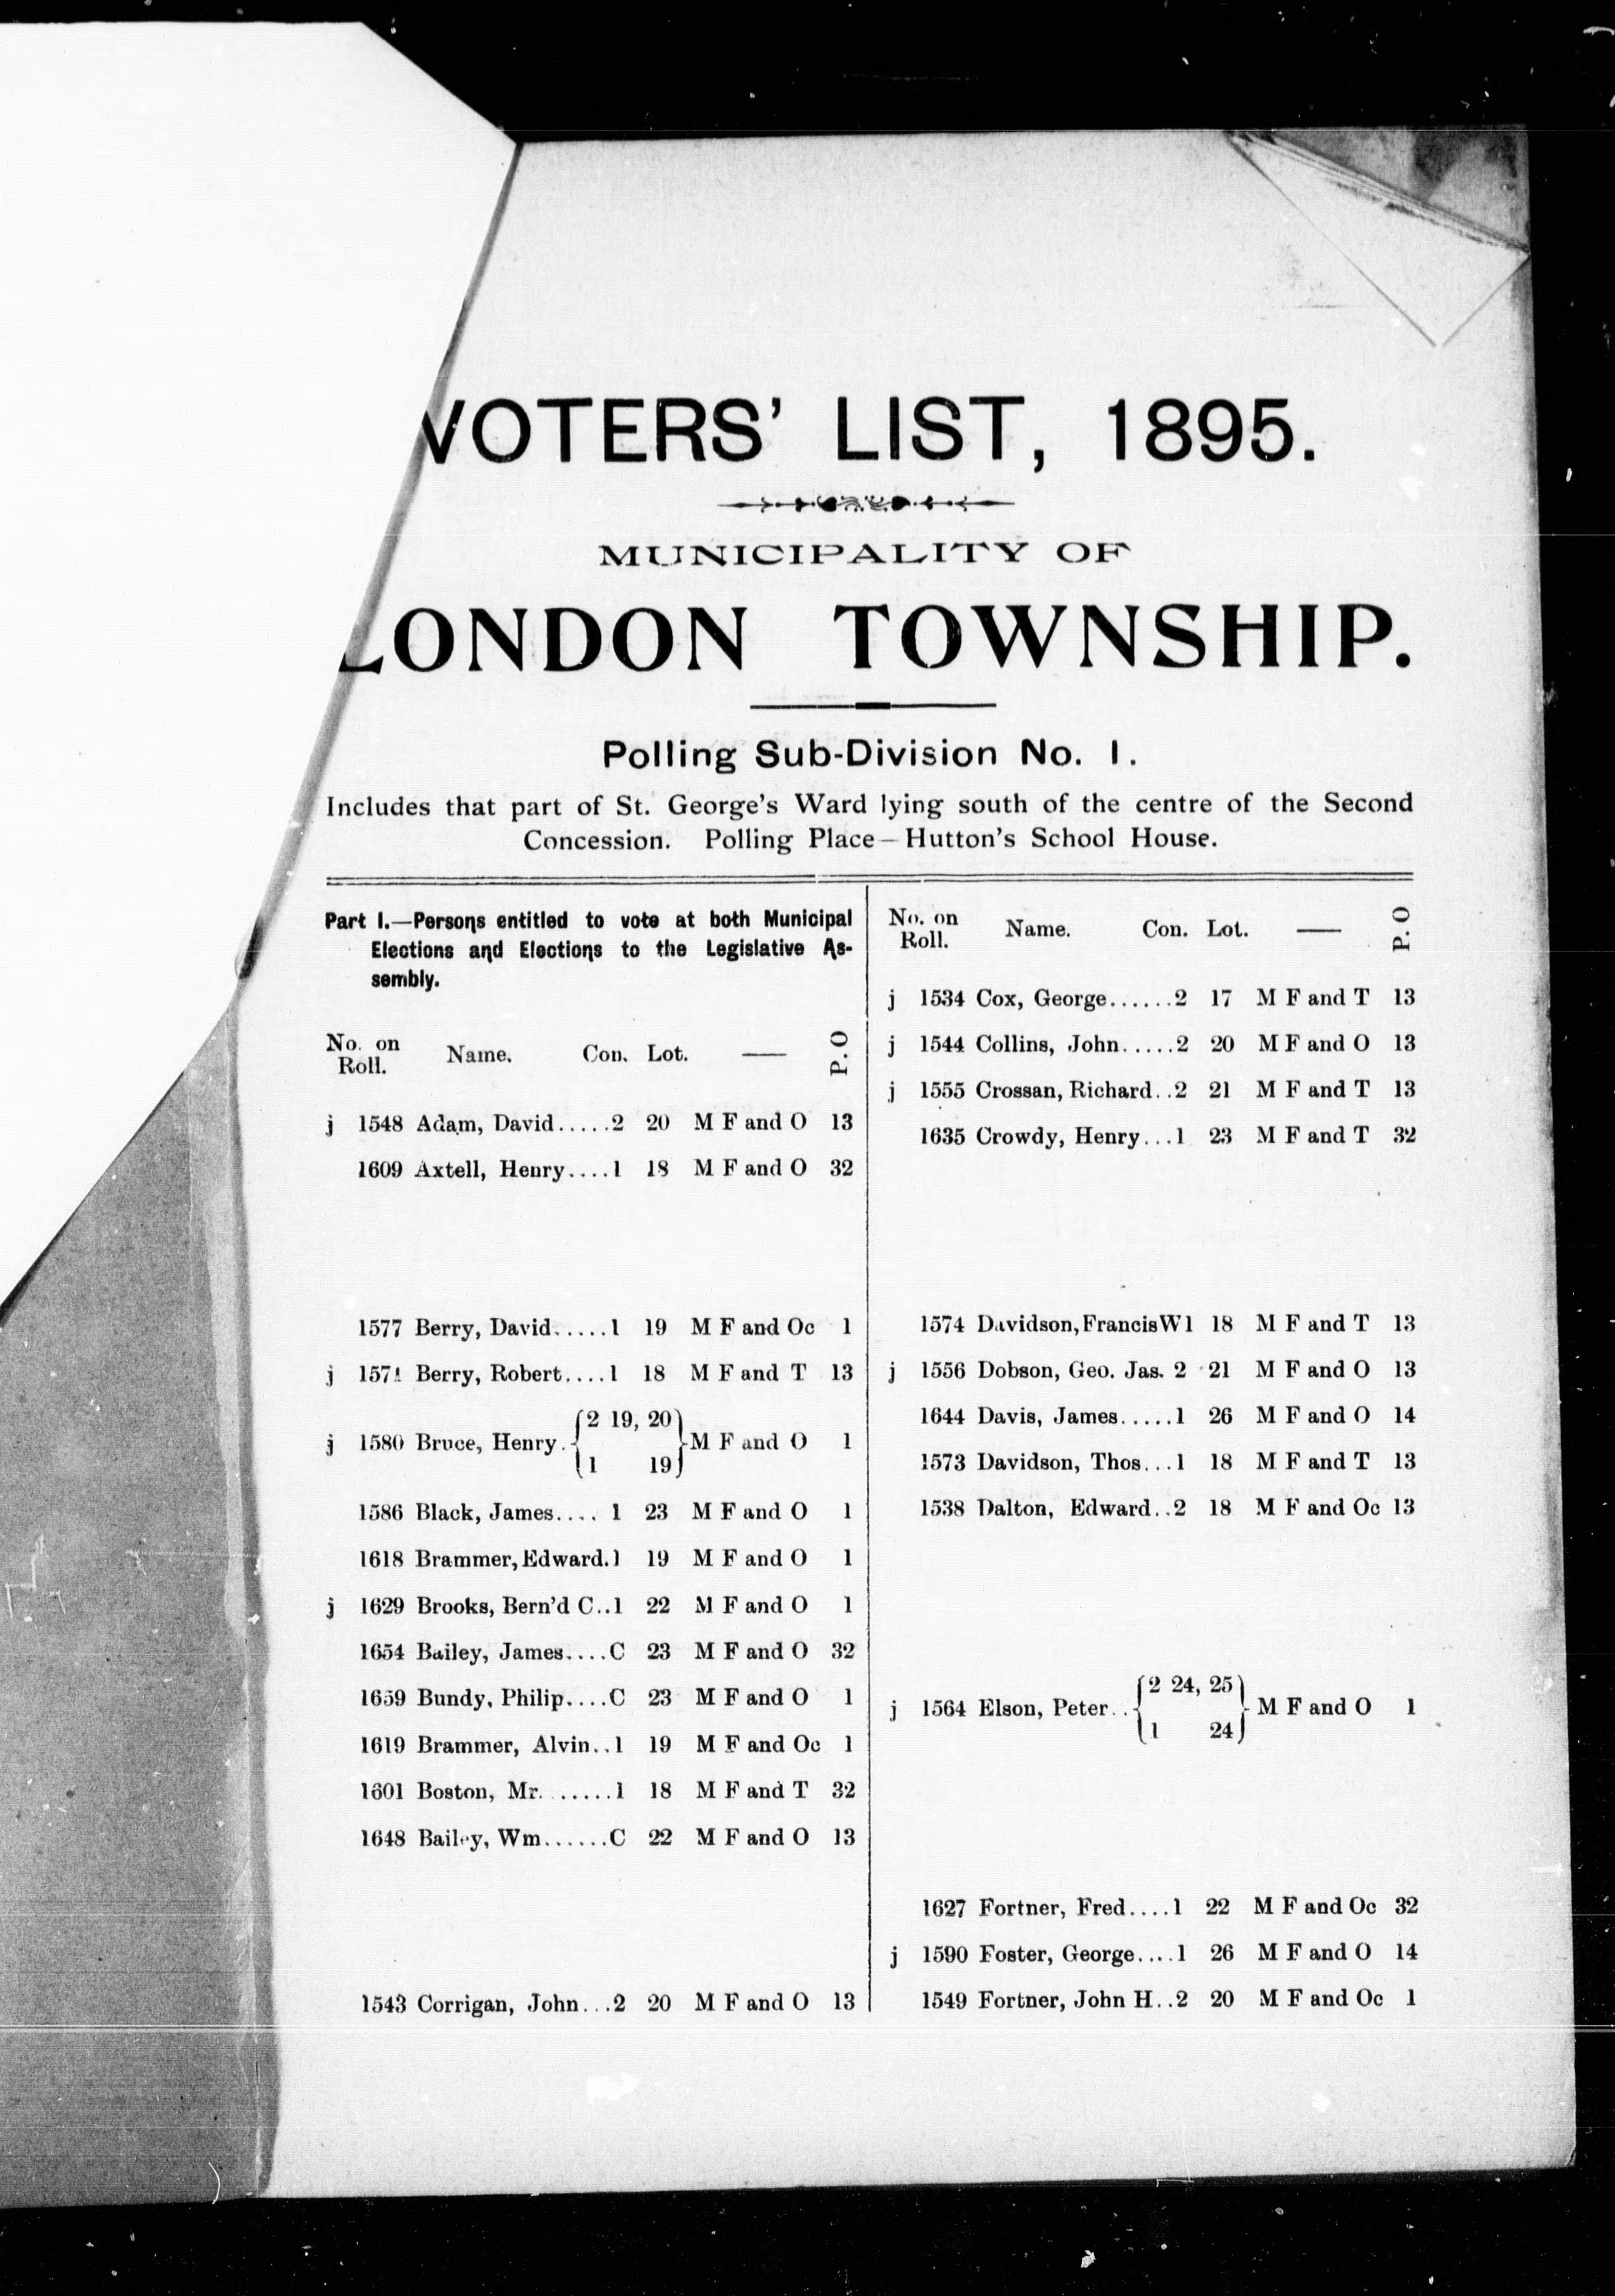 VOTERS' LIST, 1895.
MUNICIPALITY OF
LONDON TOWNSHIP.
Polling Sub-Division No. 1.
Includes that part of St. George's Ward lying south of the centre of the Second
Concession. Polling Place—Hutton's School House.
Part I.—Persons entitled to vote at both Municipal
Elections and Elections to the Legislative As-
sembly.
No. on Roll. Name. Con. Lot. — P.O
j 1548 Adam, David.....2 20 M F and O 13
1609 Axtell, Henry....1 18 M F and O 32
1577 Berry, David.....1 19 M F and Oc 1
j 157 Berry, Robert....1 18 M F and T 13
j 1580 Bruce, Henry. {2 19, 20 / 1 19} M F and O 1
1586 Black, James.... 1 23 M F and O 1
1618 Brammer, Edward.1 19 M F and O 1
j 1629 Brooks, Bern'd C..1 22 M F and O 1
1654 Bailey, James....C 23 M F and O 32
1659 Bundy, Philip....C 23 M F and O 1
1619 Brammer, Alvin..1 19 M F and Oc 1
1601 Boston, Mr. ......1 18 M F and T 32
1648 Bailey, Wm......C 22 M F and O 13
1543 Corrigan, John...2 20 M F and O 13
No. on Roll. Name. Con. Lot. — P.O
j 1534 Cox, George......2 17 M F and T 13
j 1544 Collins, John.....2 20 M F and O 13
j 1555 Crossan, Richard..2 21 M F and T 13
1635 Crowdy, Henry...1 23 M F and T 32
1574 Davidson, Francis W 1 18 M F and T 13
j 1556 Dobson, Geo. Jas. 2 21 M F and O 13
1644 Davis, James.....1 26 M F and O 14
1573 Davidson, Thos...1 18 M F and T 13
1538 Dalton, Edward..2 18 M F and Oc 13
j 1564 Elson, Peter.. {2 24, 25 / 1 24} M F and O 1
1627 Fortner, Fred....1 22 M F and Oc 32
j 1590 Foster, George....1 26 M F and O 14
1549 Fortner, John H..2 20 M F and Oc 1